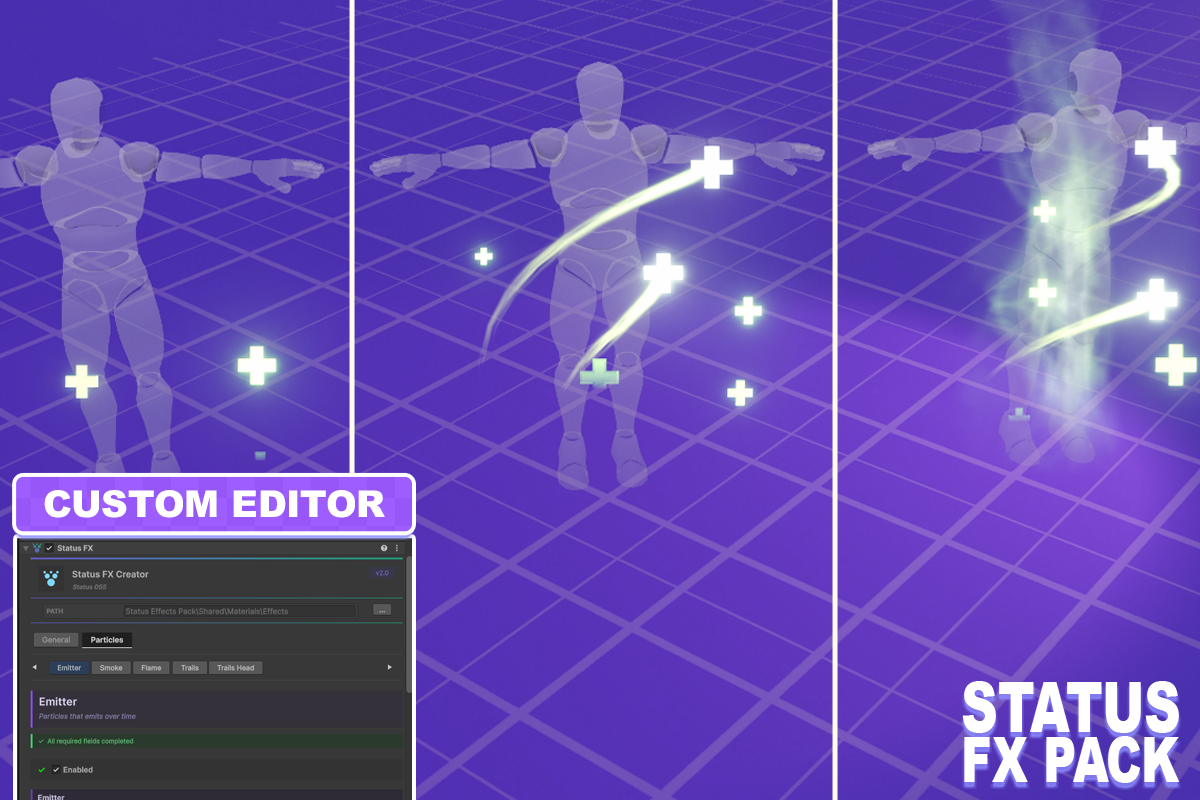 CUSTOM EDITOR
Status FX
Status FX Creator
v2.0
Status 055
PATH
Status Effects Pack\Shared\Materials\Effects
...
General Particles
Emitter Smoke Flame Trails Trails Head
Emitter
Particles that emits over time
All required fields completed
Enabled
Emitter
STATUS
FX PACK